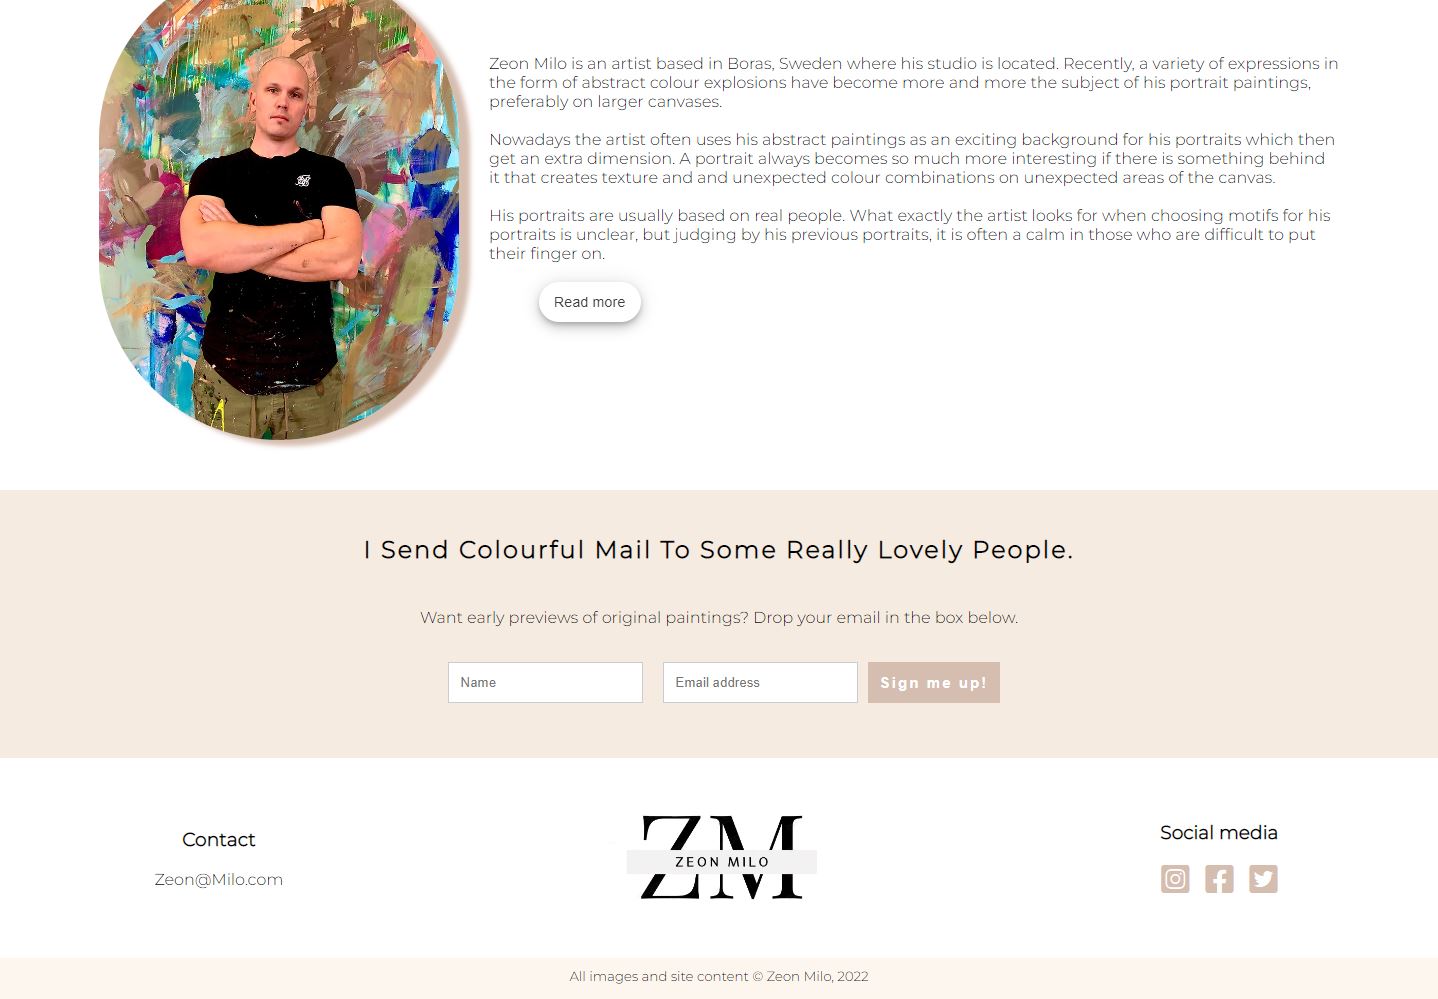 Zeon Milo is an artist based in Boras, Sweden where his studio is located. Recently, a variety of expressions in
the form of abstract colour explosions have become more and more the subject of his portrait paintings,
preferably on larger canvases.
Nowadays the artist often uses his abstract paintings as an exciting background for his portraits which then
get an extra dimension. A portrait always becomes so much more interesting if there is something behind
it that creates texture and and unexpected colour combinations on unexpected areas of the canvas.
His portraits are usually based on real people. What exactly the artist looks for when choosing motifs for his
portraits is unclear, but judging by his previous portraits, it is often a calm in those who are difficult to put
their finger on.
Read more
I Send Colourful Mail To Some Really Lovely People.
Want early previews of original paintings? Drop your email in the box below.
Name
Email address
Sign me up!
Contact
Zeon@Milo.com
ZM
ZEON MILO
Social media
All images and site content © Zeon Milo, 2022